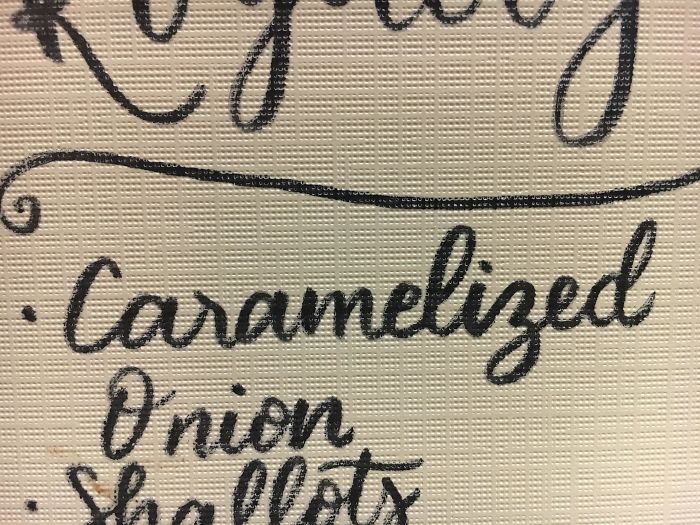 · Caramelized
Onion
· Shallots